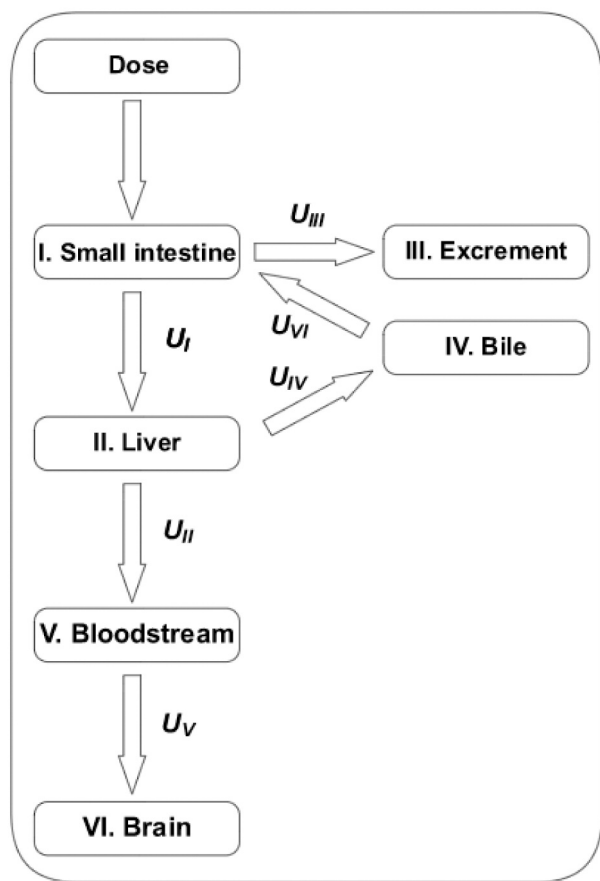 Dose
U_III
I. Small intestine
III. Excrement
U_I
U_VI
IV. Bile
U_IV
II. Liver
U_II
V. Bloodstream
U_V
VI. Brain